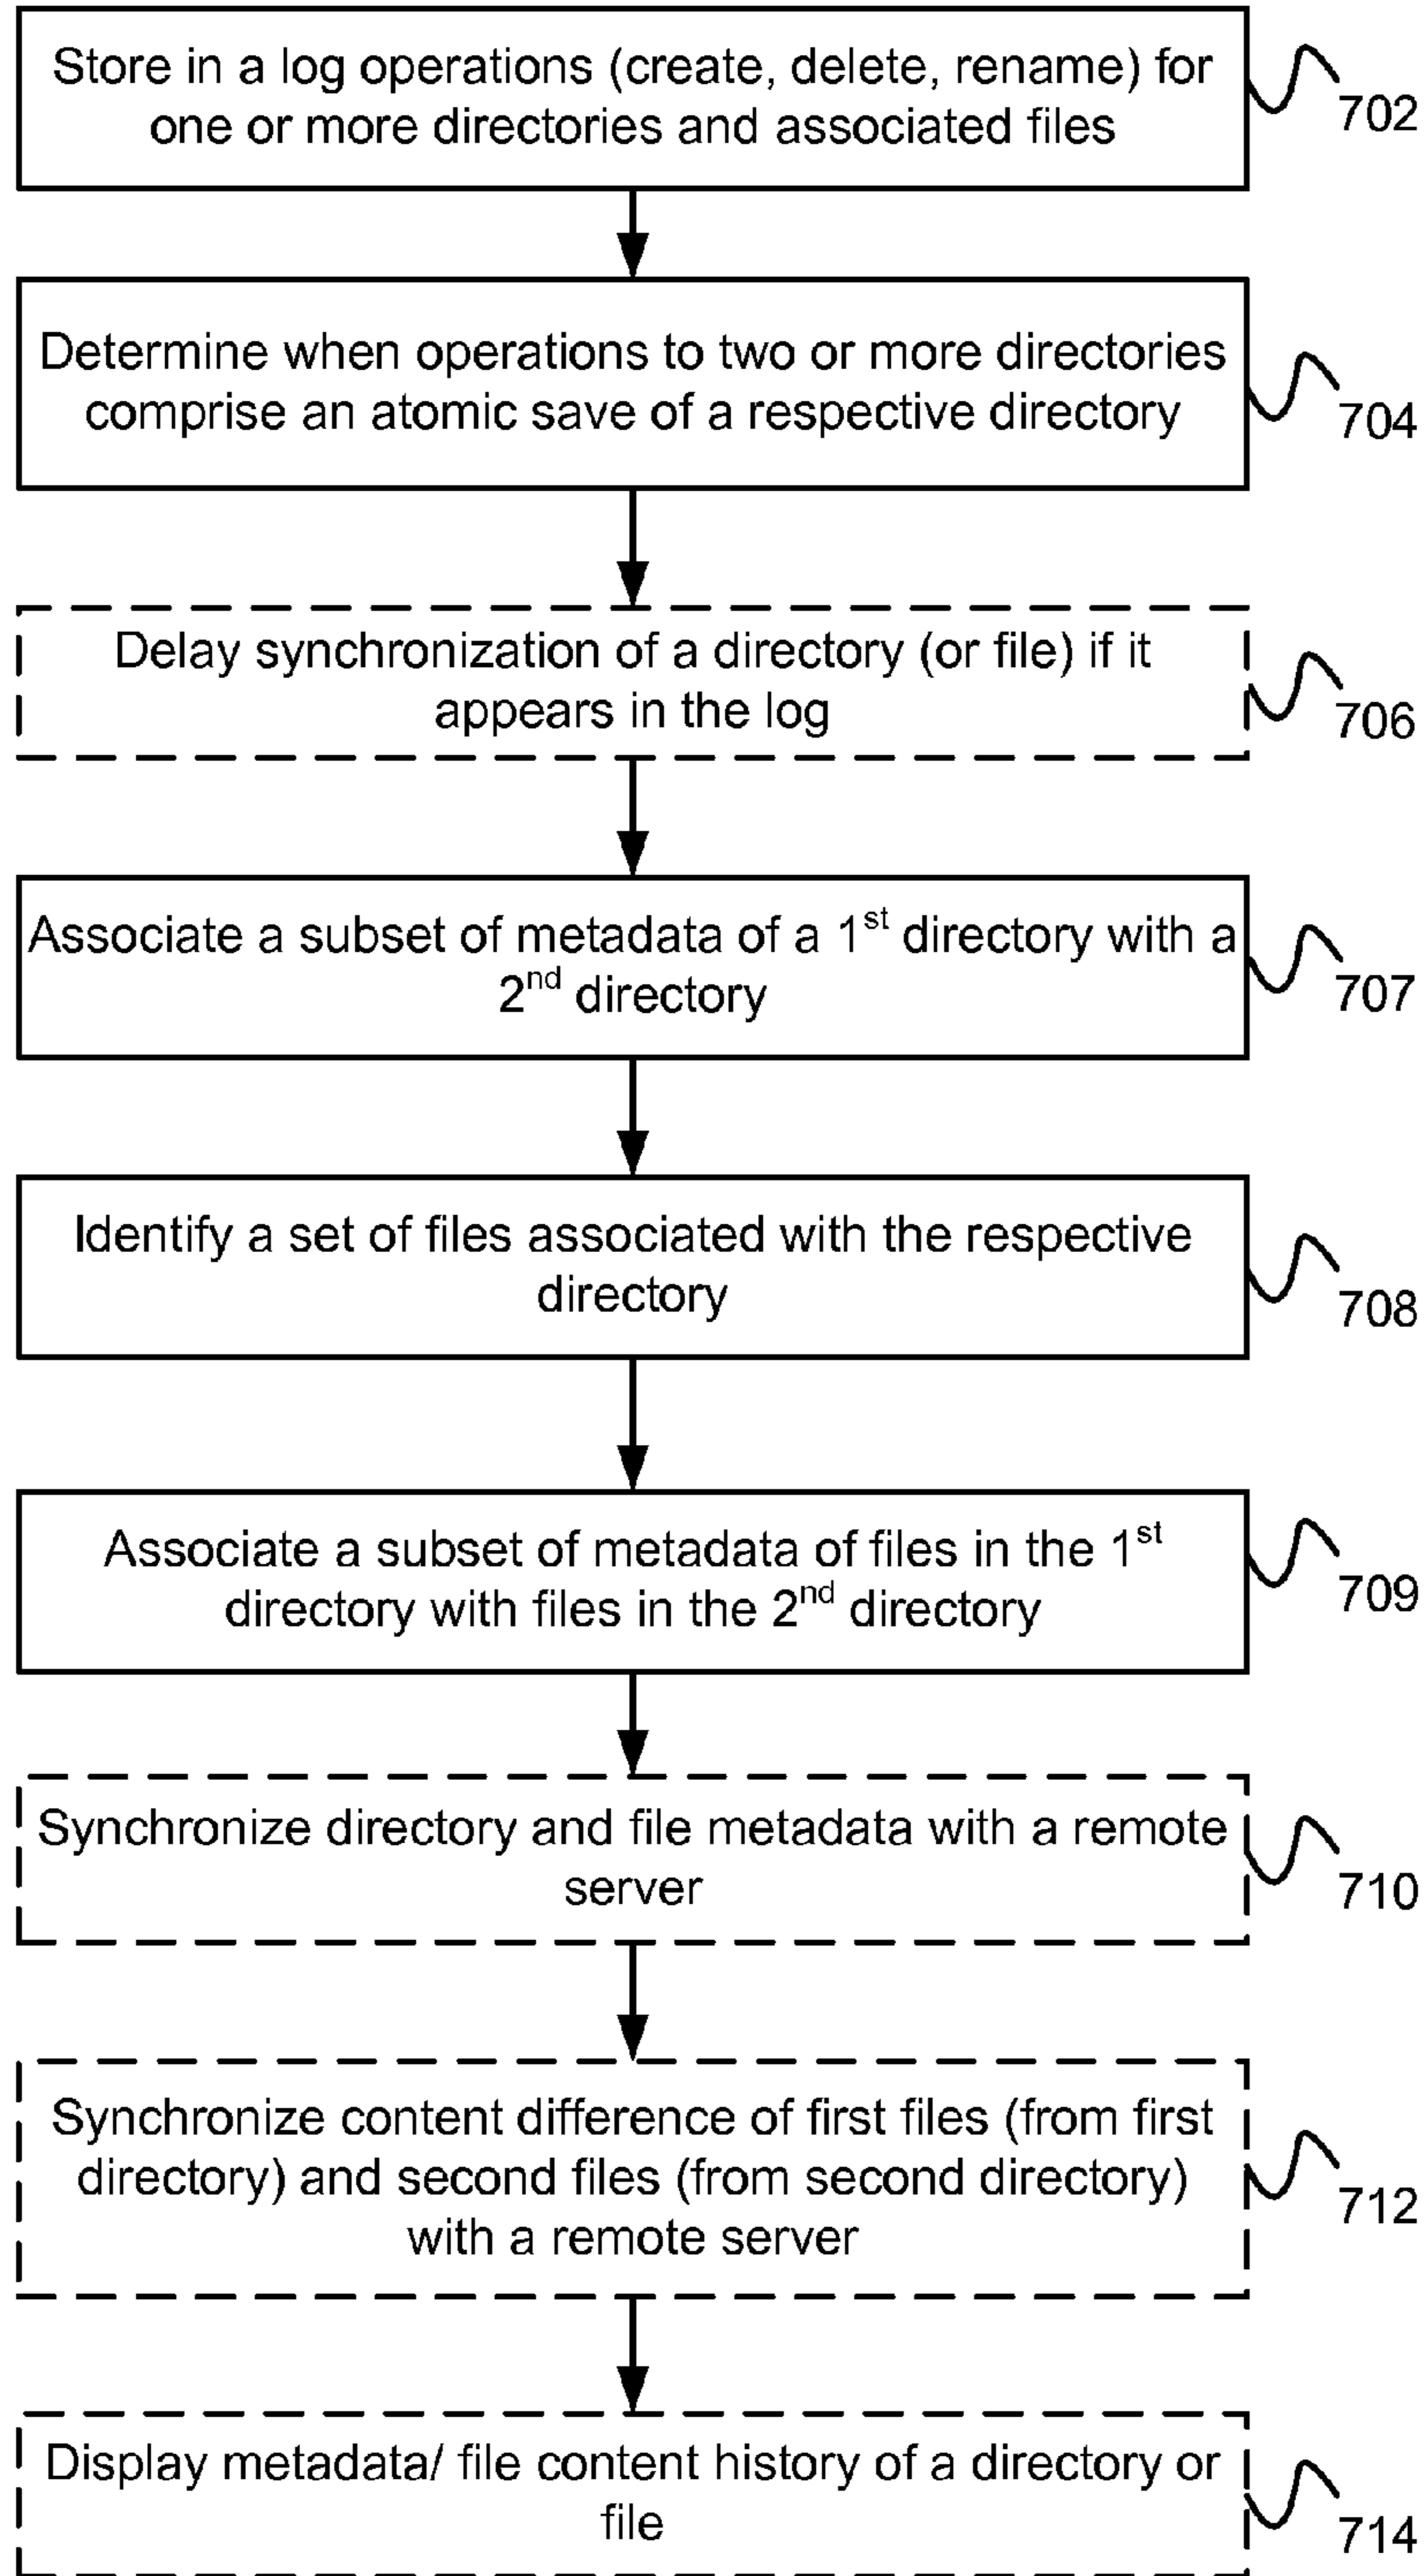 Store in a log operations (create, delete, rename) for
one or more directories and associated files
702
Determine when operations to two or more directories
comprise an atomic save of a respective directory
704
Delay synchronization of a directory (or file) if it
appears in the log
706
Associate a subset of metadata of a 1st directory with a
2nd directory
707
Identify a set of files associated with the respective
directory
708
Associate a subset of metadata of files in the 1st
directory with files in the 2nd directory
709
Synchronize directory and file metadata with a remote
server
710
Synchronize content difference of first files (from first
directory) and second files (from second directory)
with a remote server
712
Display metadata/ file content history of a directory or
file
714